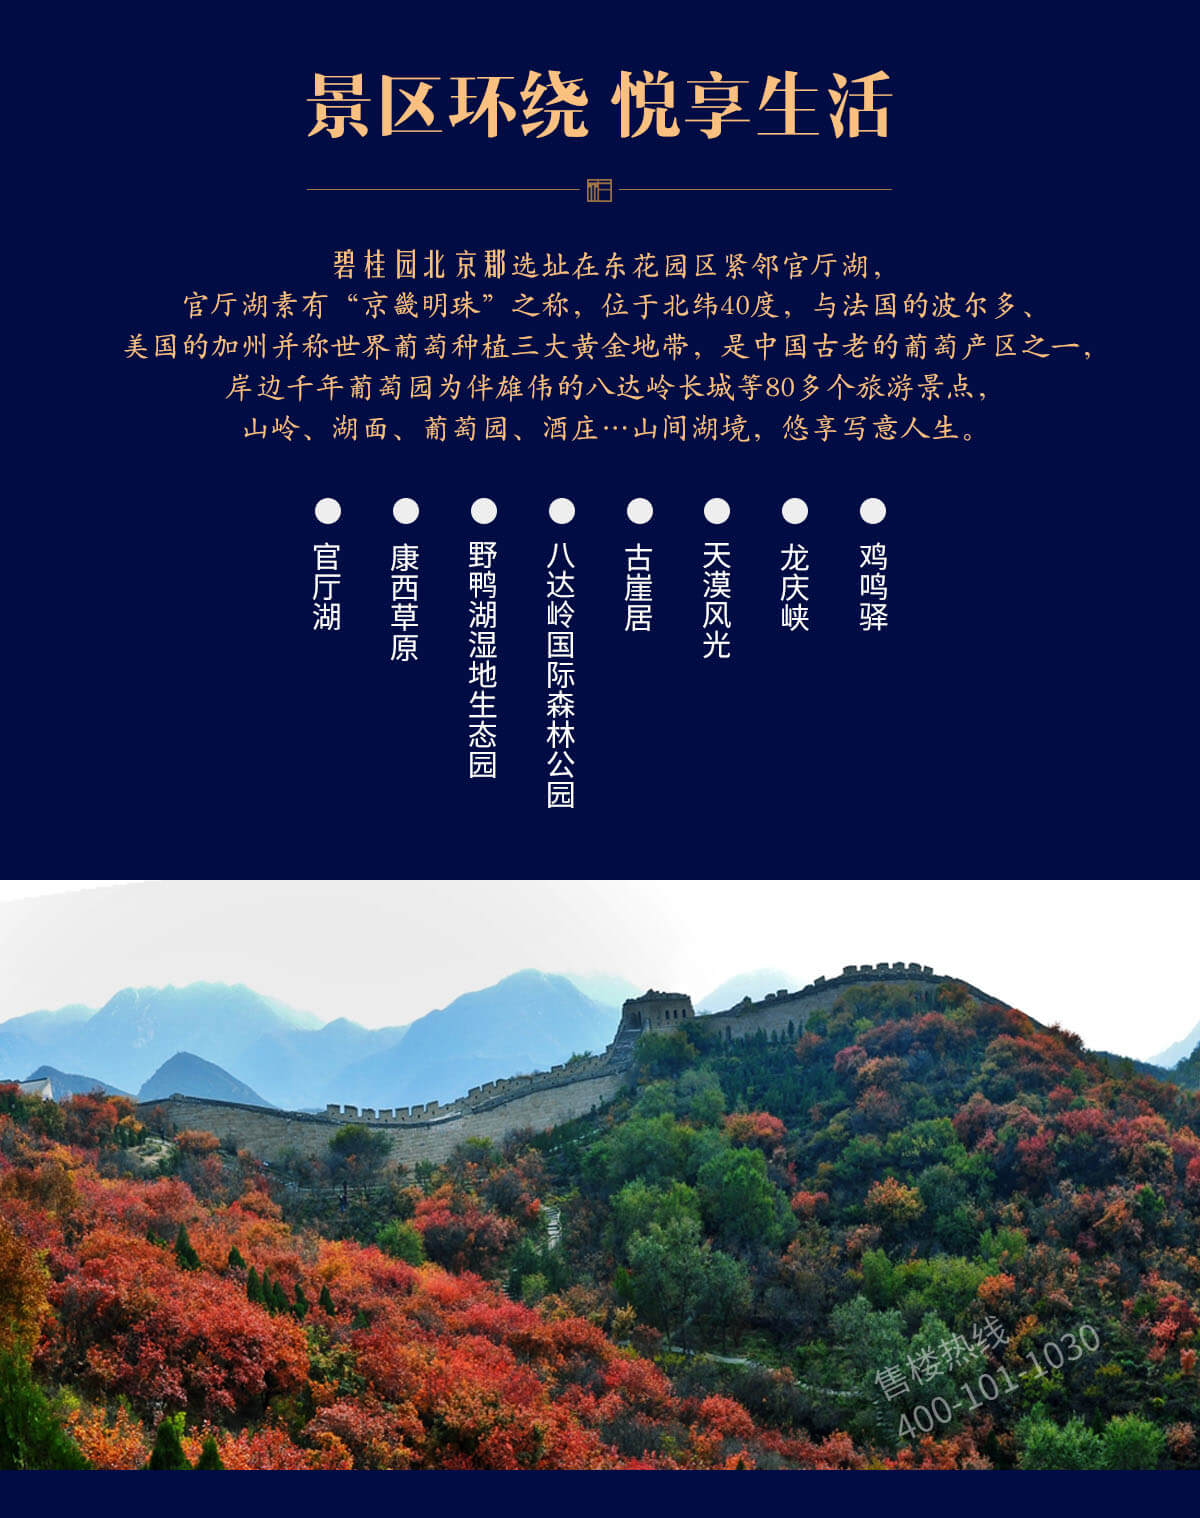 景区环绕 悦享生活
碧桂园北京郡选址在东花园区紧邻官厅湖，
官厅湖素有“京畿明珠”之称，位于北纬40度，与法国的波尔多、
美国的加州并称世界葡萄种植三大黄金地带，是中国古老的葡萄产区之一，
岸边千年葡萄园为伴雄伟的八达岭长城等80多个旅游景点，
山岭、湖面、葡萄园、酒庄…山间湖境，悠享写意人生。
官厅湖
康西草原
野鸭湖湿地生态园
八达岭国际森林公园
古崖居
天漠风光
龙庆峡
鸡鸣驿
售楼热线
400-101-1030